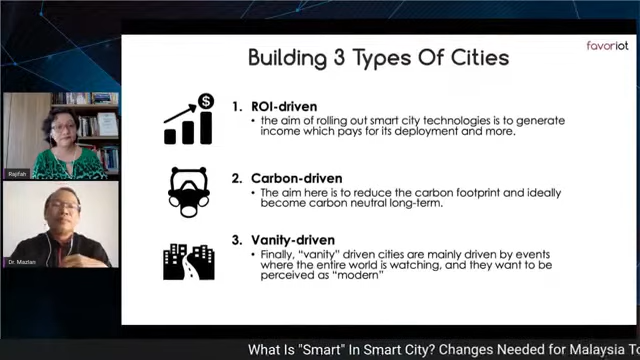 favoriot
Building 3 Types Of Cities
$
1. ROI-driven
• the aim of rolling out smart city technologies is to generate
income which pays for its deployment and more.
2. Carbon-driven
• The aim here is to reduce the carbon footprint and ideally
become carbon neutral long-term.
3. Vanity-driven
• Finally, “vanity” driven cities are mainly driven by events
where the entire world is watching, and they want to be
perceived as “modern”
Rajifah
Dr. Mazlan
What Is "Smart" In Smart City? Changes Needed for Malaysia To